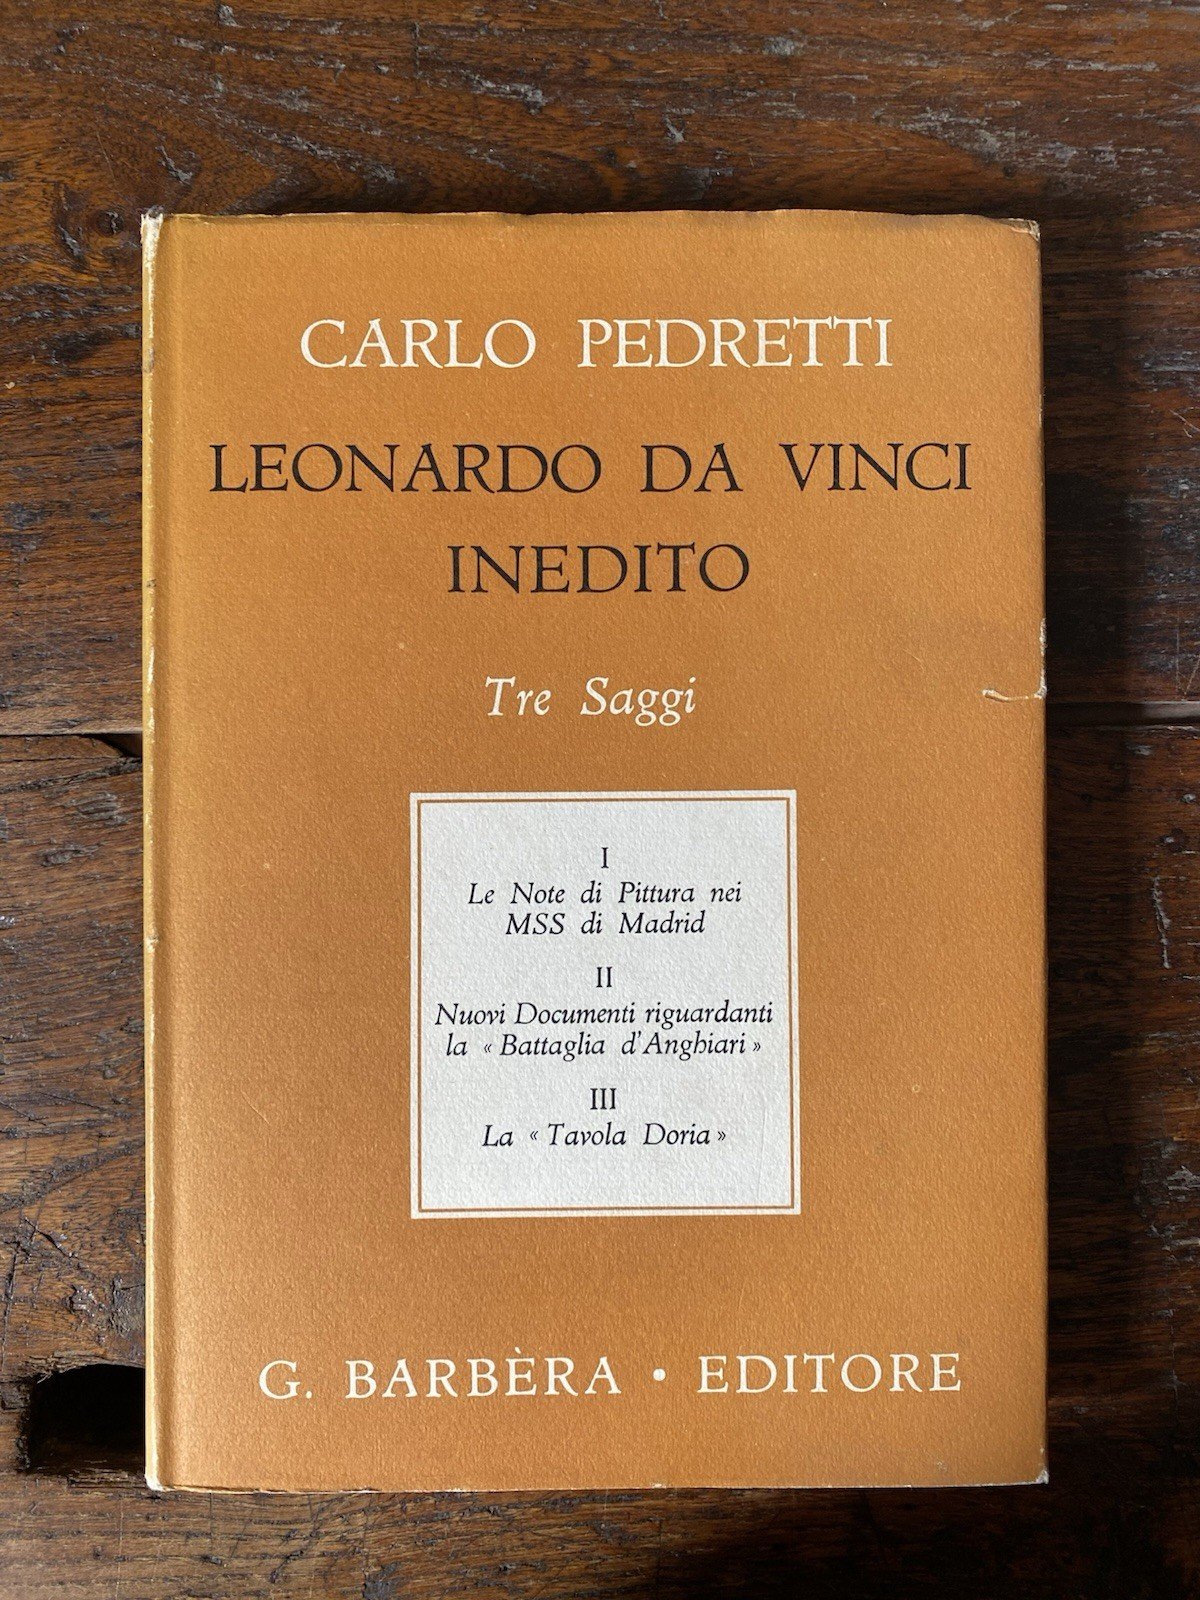 CARLO PEDRETTI
LEONARDO DA VINCI
INEDITO
Tre Saggi
I
Le Note di Pittura nei
MSS di Madrid
II
Nuovi Documenti riguardanti
la « Battaglia d'Anghiari »
III
La « Tavola Doria »
G. BARBÈRA • EDITORE